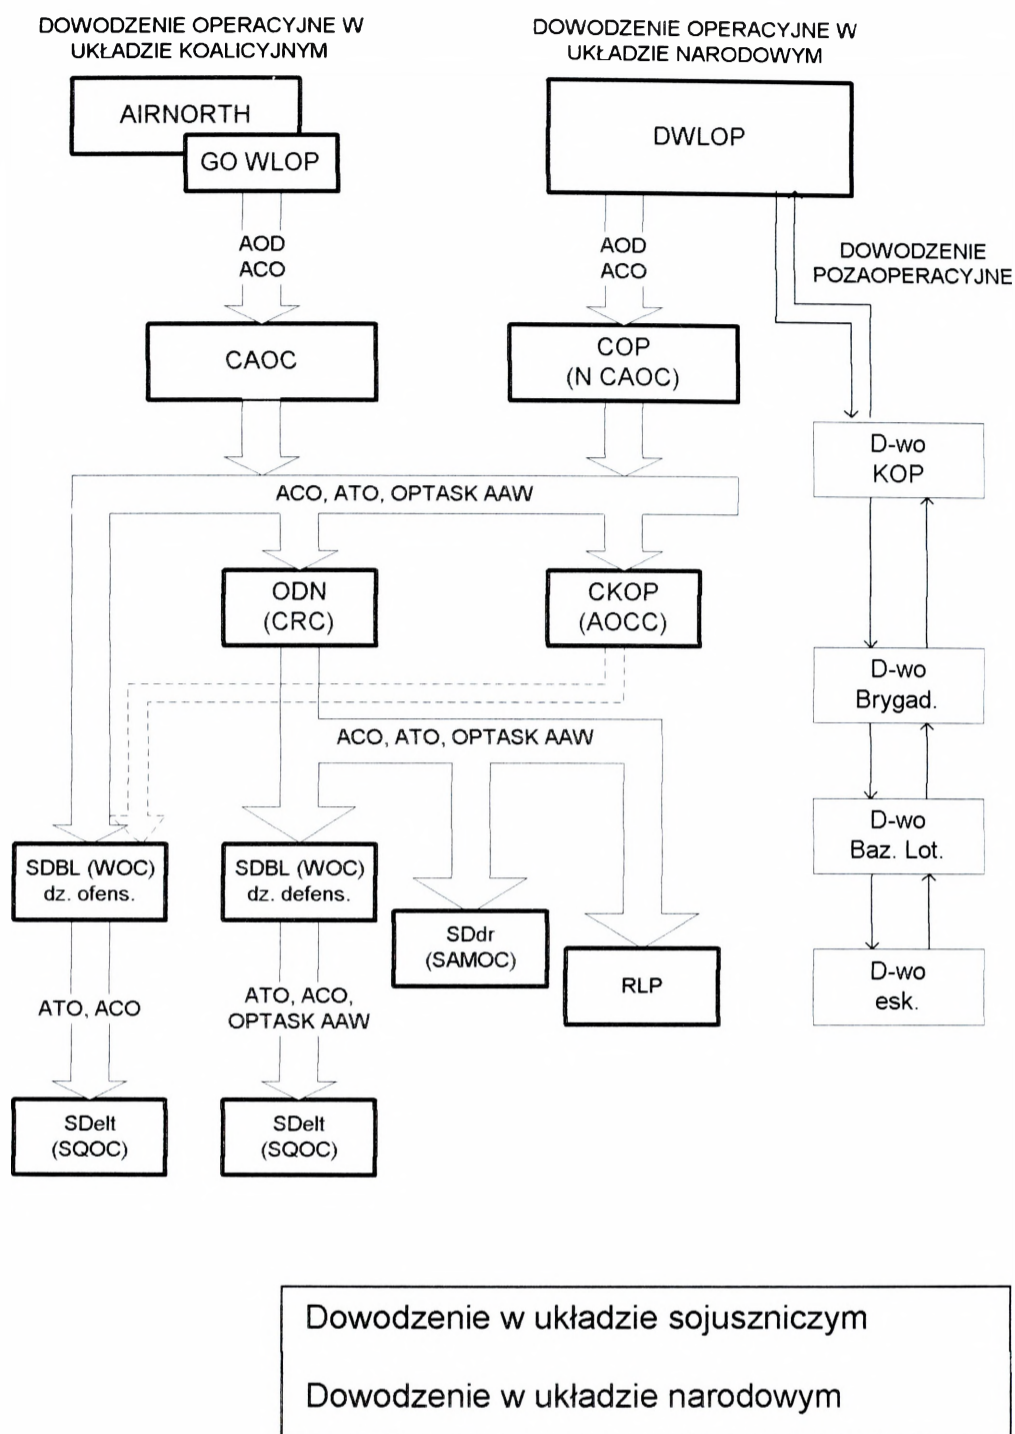 DOWODZENIE OPERACYJNE W
UKŁADZIE KOALICYJNYM
DOWODZENIE OPERACYJNE W
UKŁADZIE NARODOWYM
AIRNORTH
GO WLOP
DWLOP
AOD
ACO
AOD
ACO
DOWODZENIE
POZAOPERACYJNE
CAOC
COP
(N CAOC)
D-wo
KOP
ACO, ATO, OPTASK AAW
ODN
(CRC)
CKOP
(AOCC)
D-wo
Brygad.
ACO, ATO, OPTASK AAW
D-wo
Baz. Lot.
SDBL (WOC)
dz. ofens.
SDBL (WOC)
dz. defens.
SDdr
(SAMOC)
RLP
D-wo
esk.
ATO, ACO
ATO, ACO,
OPTASK AAW
SDelt
(SQOC)
SDelt
(SQOC)
Dowodzenie w układzie sojuszniczym
Dowodzenie w układzie narodowym